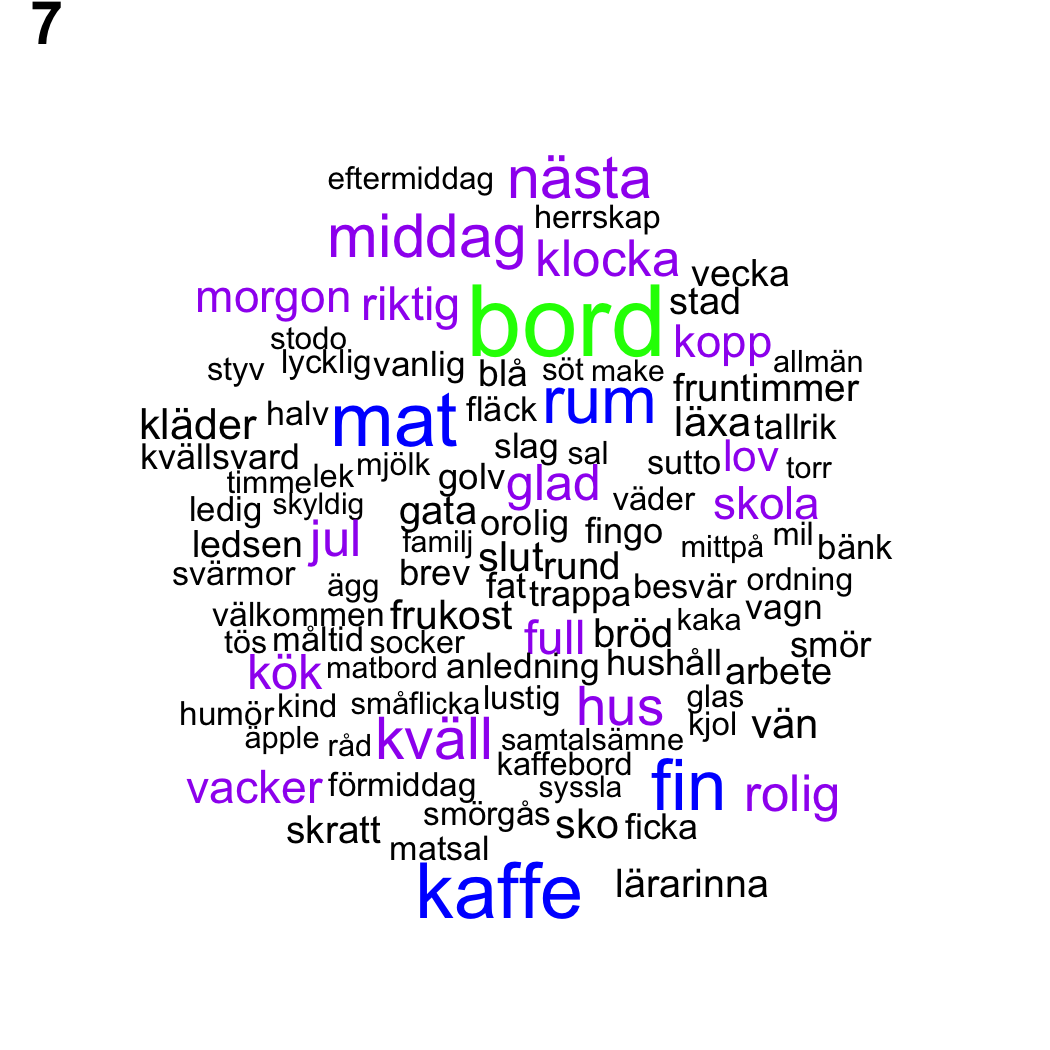 7
eftermiddag nästa
herrskap
middag klocka
vecka
morgon riktig bord stad
stodo kopp
styv lycklig vanlig blå söt make allmän
fruntimmer
kläder halv mat fläck rum läxa tallrik
kvällsvard slag sal
timme lek mjölk golv glad sutto lov torr
ledig skyldig gata väder skola
orolig fingo
ledsen jul familj slut mittpå mil bänk
svärmor ägg brev rund
fat trappa besvär ordning
välkommen frukost kaka vagn
tös måltid socker full bröd smör
kök matbord anledning hushåll arbete
humör kind småflicka lustig hus glas
kjol vän
äpple råd kväll samtalsämne
kaffebord
vacker förmiddag syssla fin rolig
smörgås sko ficka
skratt
matsal
kaffe lärarinna